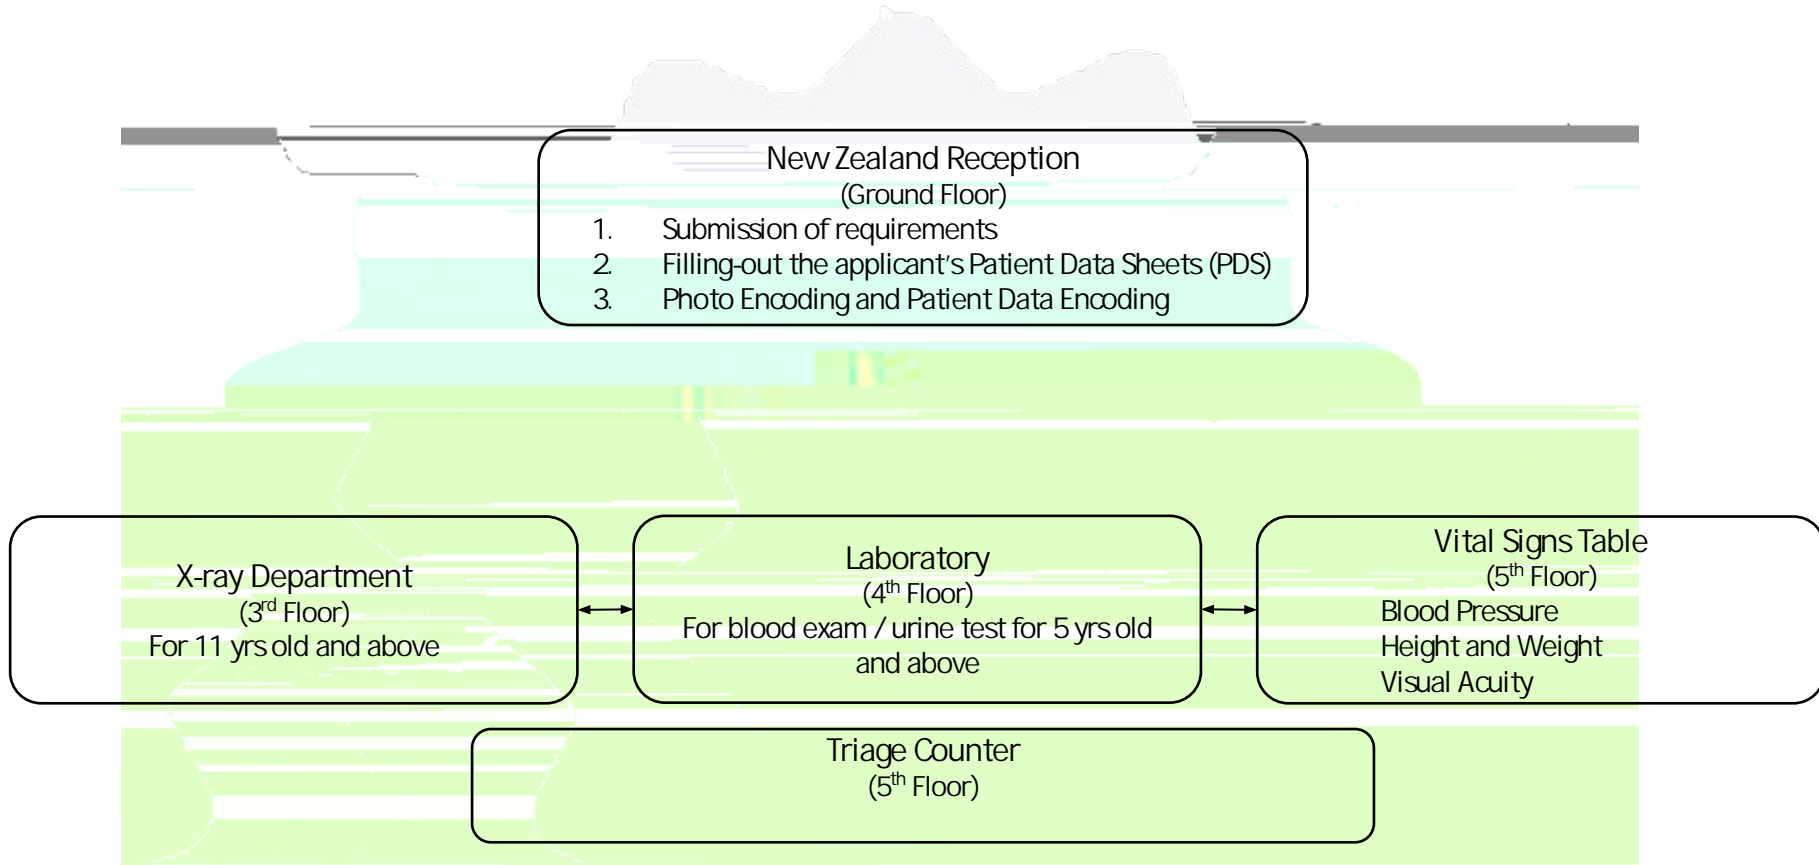 New Zealand Reception
(Ground Floor)
1. Submission of requirements
2. Filling-out the applicant's Patient Data Sheets (PDS)
3. Photo Encoding and Patient Data Encoding
X-ray Department
(3rd Floor)
For 11 yrs old and above
Laboratory
(4th Floor)
For blood exam / urine test for 5 yrs old
and above
Vital Signs Table
(5th Floor)
Blood Pressure
Height and Weight
Visual Acuity
Triage Counter
(5th Floor)